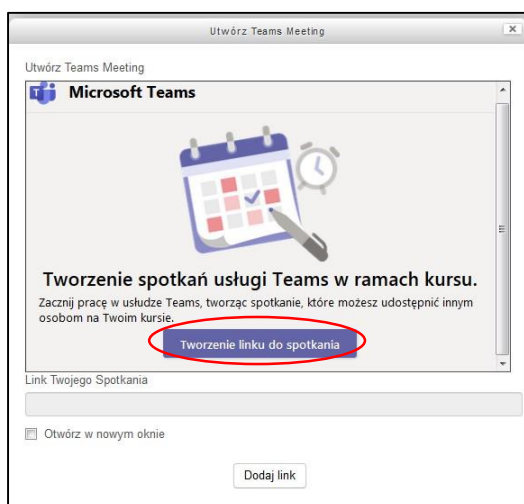 Utwórz Teams Meeting
Utwórz Teams Meeting
Microsoft Teams
Tworzenie spotkań usługi Teams w ramach kursu.
Zacznij pracę w usłudze Teams, tworząc spotkanie, które możesz udostępnić innym
osobom na Twoim kursie.
Tworzenie linku do spotkania
Link Twojego Spotkania
Otwórz w nowym oknie
Dodaj link